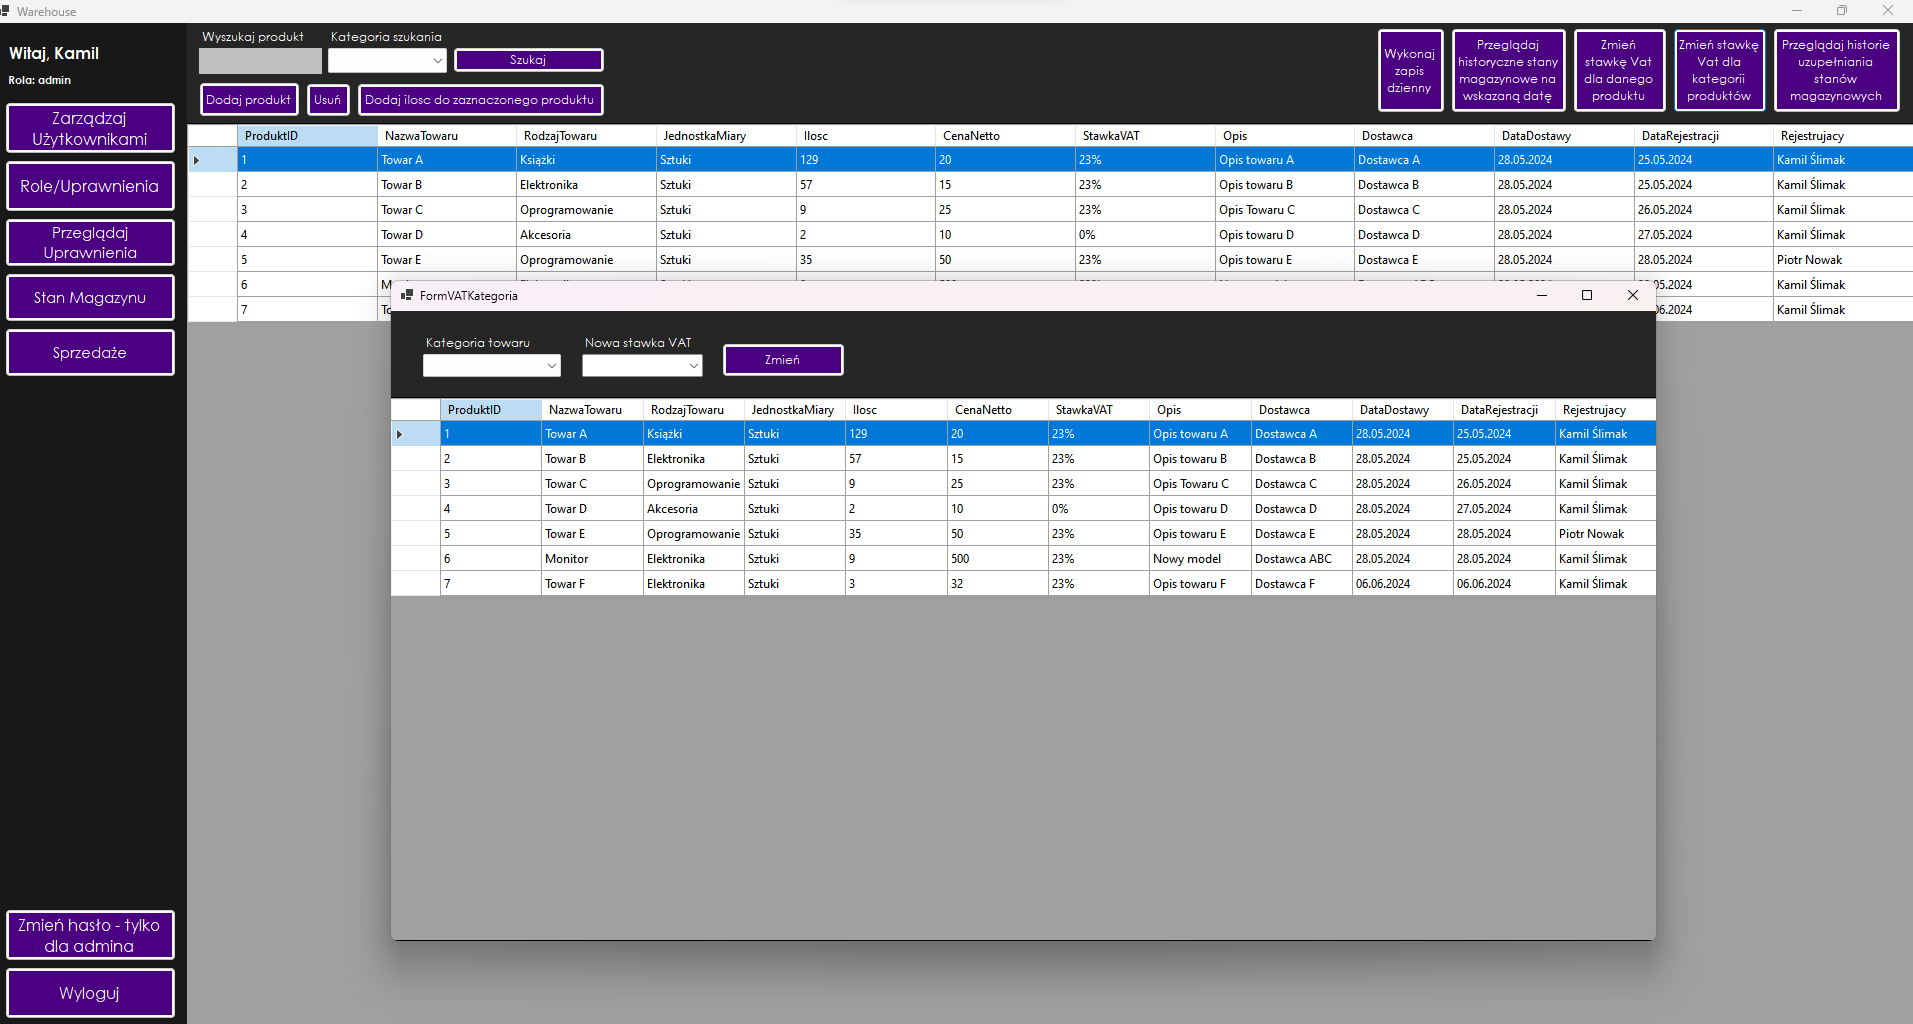 Warehouse
Witaj, Kamil
Rola: admin
Zarządzaj
Użytkownikami
Role/Uprawnienia
Przeglądaj
Uprawnienia
Stan Magazynu
Sprzedaże
Zmień hasło - tylko
dla admina
Wyloguj
Wyszukaj produkt
Kategoria szukania
Szukaj
Dodaj produkt
Usuń
Dodaj ilosc do zaznaczonego produktu
Wykonaj
zapis
dzienny
Przeglądaj
historyczne stany
magazynowe na
wskazaną datę
Zmień
stawkę Vat
dla danego
produktu
Zmień stawkę
Vat dla
kategorii
produktów
Przeglądaj historie
uzupełniania
stanów
magazynowych
ProduktID NazwaTowaru RodzajTowaru JednostkaMiary Ilosc CenaNetto StawkaVAT Opis Dostawca DataDostawy DataRejestracji Rejestrujacy
1 Towar A Książki Sztuki 129 20 23% Opis towaru A Dostawca A 28.05.2024 25.05.2024 Kamil Ślimak
2 Towar B Elektronika Sztuki 57 15 23% Opis towaru B Dostawca B 28.05.2024 25.05.2024 Kamil Ślimak
3 Towar C Oprogramowanie Sztuki 9 25 23% Opis Towaru C Dostawca C 28.05.2024 26.05.2024 Kamil Ślimak
4 Towar D Akcesoria Sztuki 2 10 0% Opis towaru D Dostawca D 28.05.2024 27.05.2024 Kamil Ślimak
5 Towar E Oprogramowanie Sztuki 35 50 23% Opis towaru E Dostawca E 28.05.2024 28.05.2024 Piotr Nowak
6 Kamil Ślimak
7 Kamil Ślimak
FormVATKategoria
Kategoria towaru
Nowa stawka VAT
Zmień
ProduktID NazwaTowaru RodzajTowaru JednostkaMiary Ilosc CenaNetto StawkaVAT Opis Dostawca DataDostawy DataRejestracji Rejestrujacy
1 Towar A Książki Sztuki 129 20 23% Opis towaru A Dostawca A 28.05.2024 25.05.2024 Kamil Ślimak
2 Towar B Elektronika Sztuki 57 15 23% Opis towaru B Dostawca B 28.05.2024 25.05.2024 Kamil Ślimak
3 Towar C Oprogramowanie Sztuki 9 25 23% Opis Towaru C Dostawca C 28.05.2024 26.05.2024 Kamil Ślimak
4 Towar D Akcesoria Sztuki 2 10 0% Opis towaru D Dostawca D 28.05.2024 27.05.2024 Kamil Ślimak
5 Towar E Oprogramowanie Sztuki 35 50 23% Opis towaru E Dostawca E 28.05.2024 28.05.2024 Piotr Nowak
6 Monitor Elektronika Sztuki 9 500 23% Nowy model Dostawca ABC 28.05.2024 28.05.2024 Kamil Ślimak
7 Towar F Elektronika Sztuki 3 32 23% Opis towaru F Dostawca F 06.06.2024 06.06.2024 Kamil Ślimak